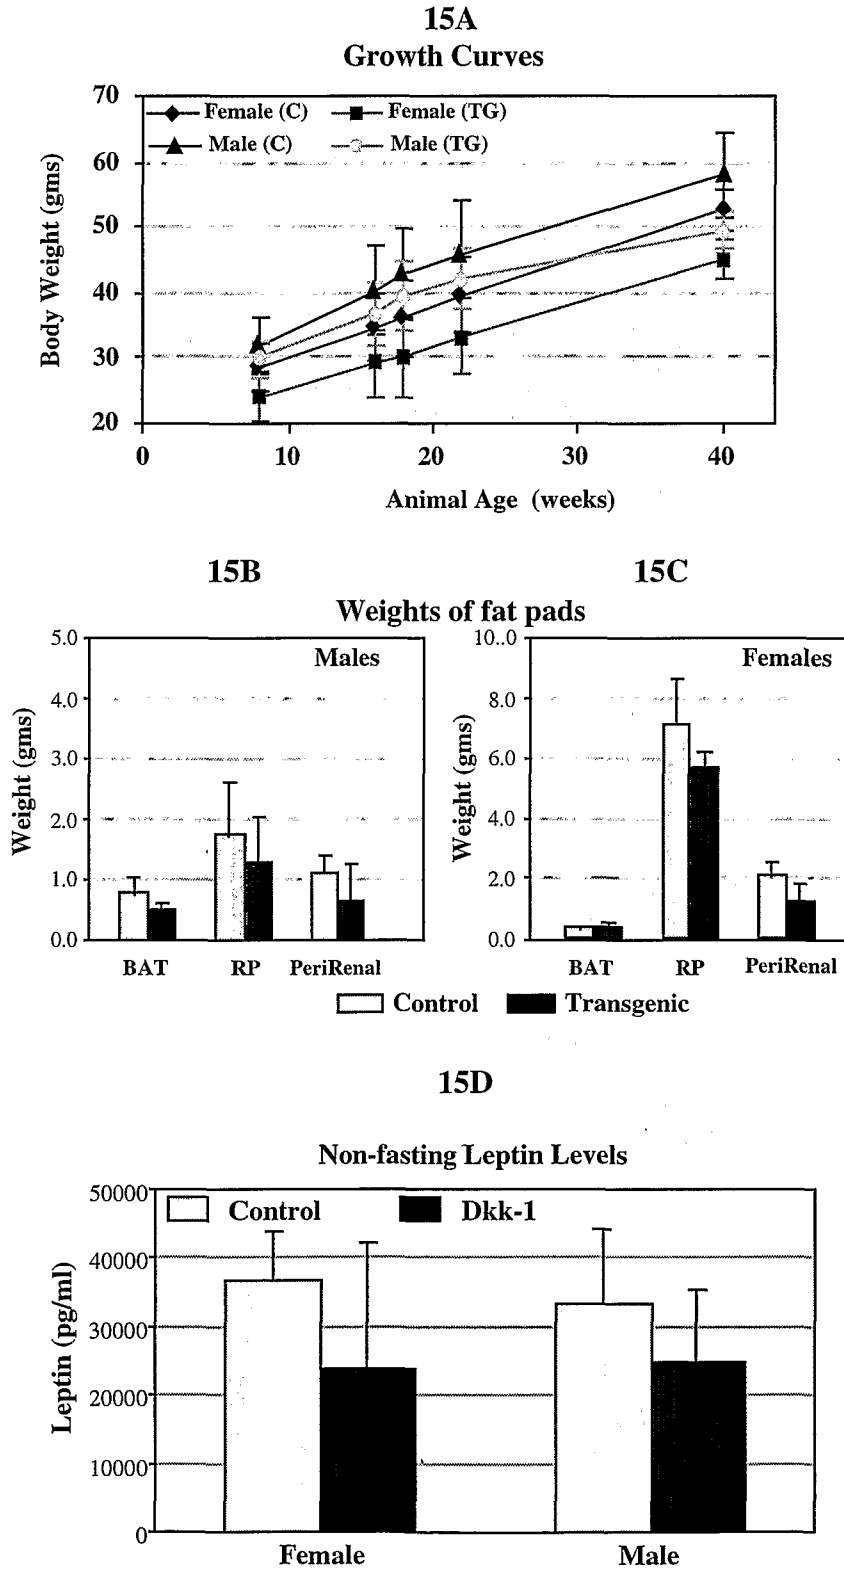 15A
Growth Curves
70
60
50
40
30
20
Body Weight (gms)
Female (C) Female (TG)
Male (C) Male (TG)
0 10 20 30 40
Animal Age (weeks)
15B 15C
Weights of fat pads
5.0
4.0
3.0
2.0
1.0
0.0
Weight (gms)
Males
BAT RP PeriRenal
10..0
8.0
6.0
4.0
2.0
0.0
Weight (gms)
Females
BAT RP PeriRenal
Control Transgenic
15D
Non-fasting Leptin Levels
50000
40000
30000
20000
10000
0
Leptin (pg/ml)
Control Dkk-1
Female Male